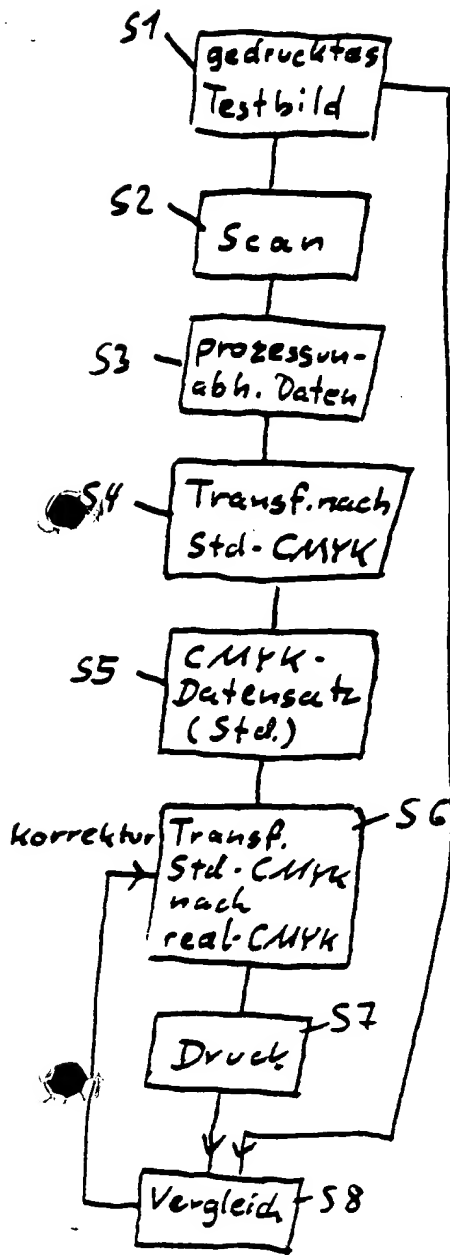 S1
gedrucktes
Testbild
S2
Scan
S3
prozessun-
abh. Daten
S4
Transf. nach
Std-CMYK
S5
CMYK-
Datensatz
(Std.)
S6
Korrektur
Transf.
Std-CMYK
nach
real-CMYK
S7
Druck
Vergleich
S8